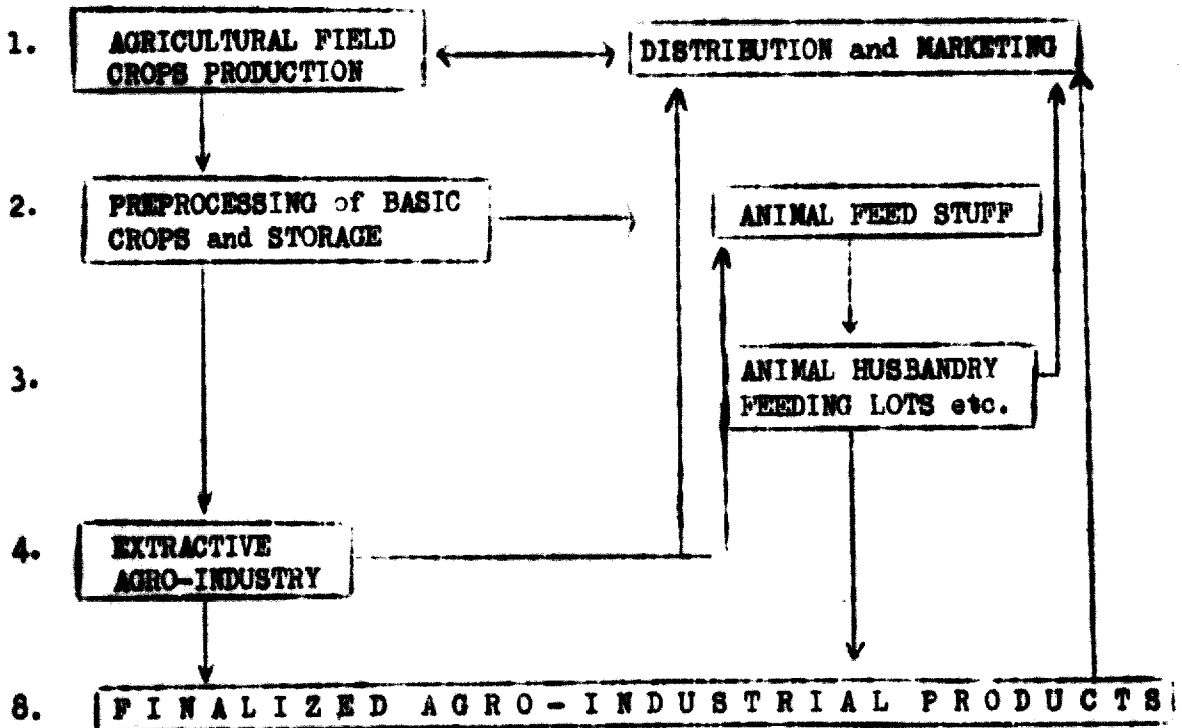 1.
AGRICULTURAL FIELD
CROPS PRODUCTION
DISTRIBUTION and MARKETING
2.
PREPROCESSING of BASIC
CROPS and STORAGE
ANIMAL FEED STUFF
3.
ANIMAL HUSBANDRY
FEEDING LOTS etc.
4.
EXTRACTIVE
AGRO-INDUSTRY
8.
FINALIZED AGRO-INDUSTRIAL PRODUCTS